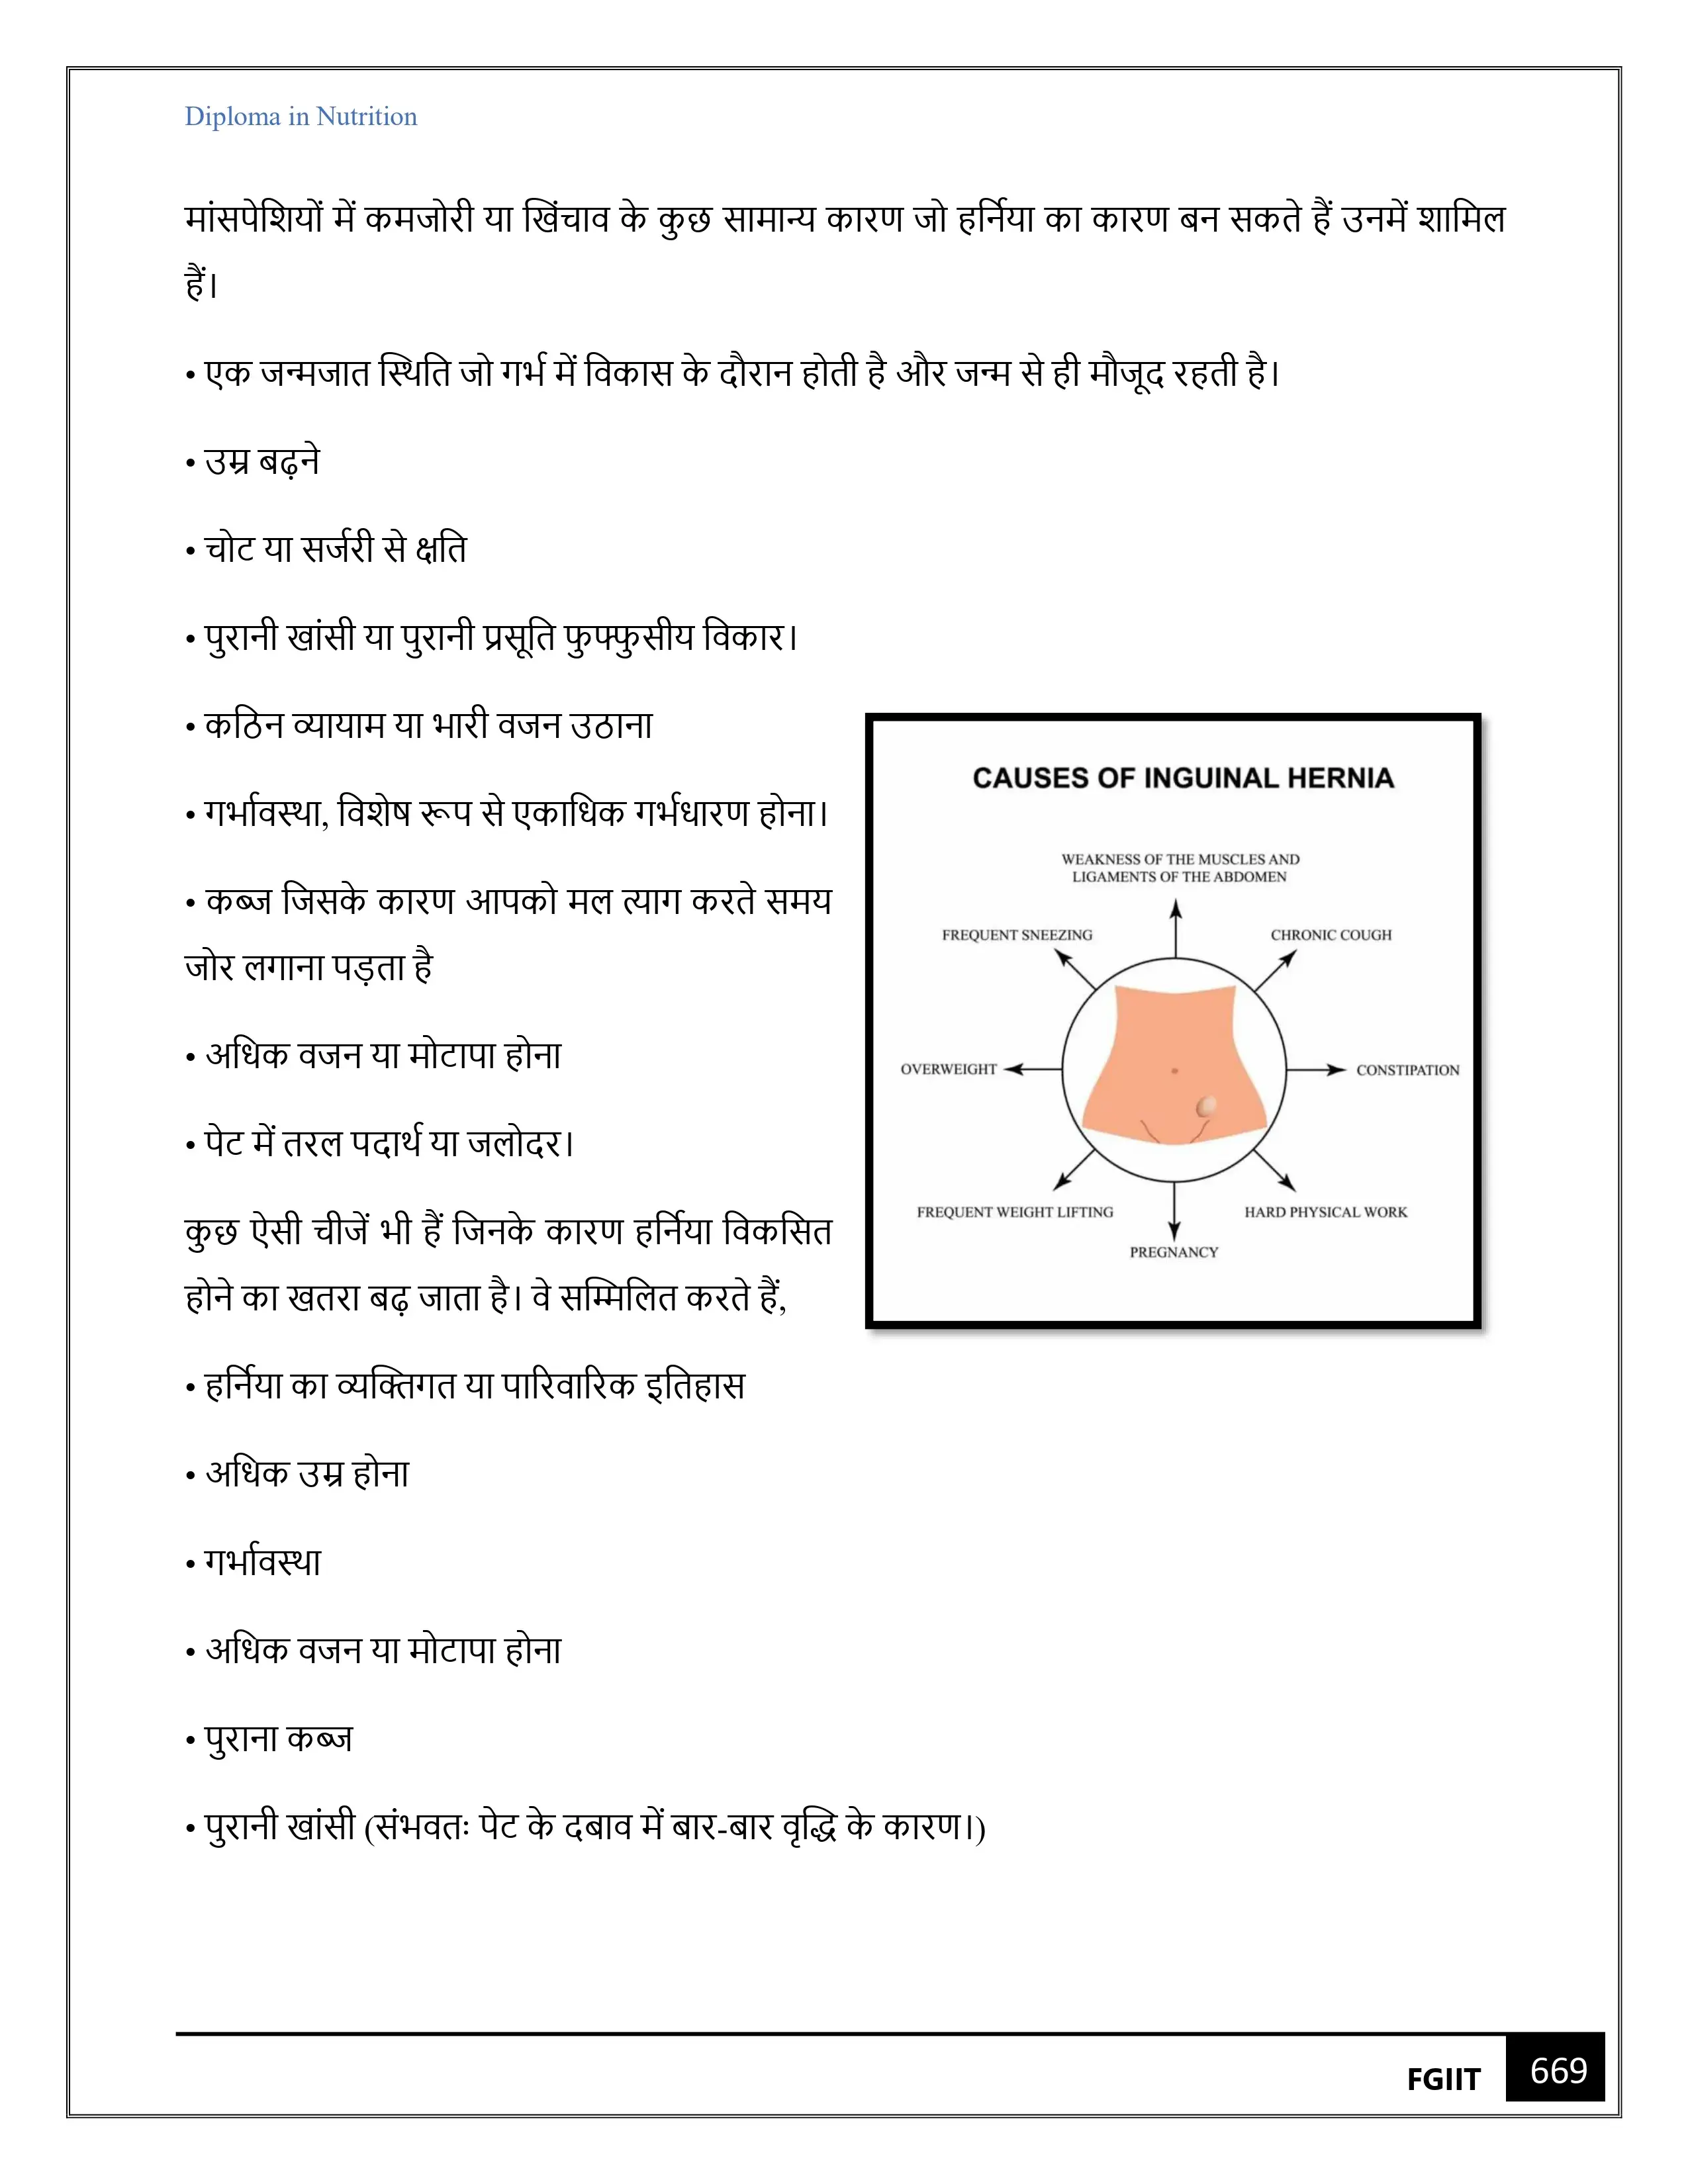 Diploma in Nutrition
मांसपेशियों में कमजोरी या खिंचाव के कुछ सामान्य कारण जो हर्निया का कारण बन सकते हैं उनमें शामिल
हैं।
• एक जन्मजात स्थिति जो गर्भ में विकास के दौरान होती है और जन्म से ही मौजूद रहती है।
• उम्र बढ़ने
• चोट या सर्जरी से क्षति
• पुरानी खांसी या पुरानी प्रसूति फुफ्फुसीय विकार।
• कठिन व्यायाम या भारी वजन उठाना
• गर्भावस्था, विशेष रूप से एकाधिक गर्भधारण होना।
• कब्ज जिसके कारण आपको मल त्याग करते समय
जोर लगाना पड़ता है
• अधिक वजन या मोटापा होना
• पेट में तरल पदार्थ या जलोदर।
कुछ ऐसी चीजें भी हैं जिनके कारण हर्निया विकसित
होने का खतरा बढ़ जाता है। वे सम्मिलित करते हैं,
CAUSES OF INGUINAL HERNIA
WEAKNESS OF THE MUSCLES AND
LIGAMENTS OF THE ABDOMEN
FREQUENT SNEEZING
CHRONIC COUGH
OVERWEIGHT
CONSTIPATION
FREQUENT WEIGHT LIFTING
HARD PHYSICAL WORK
PREGNANCY
• हर्निया का व्यक्तिगत या पारिवारिक इतिहास
• अधिक उम्र होना
• गर्भावस्था
• अधिक वजन या मोटापा होना
• पुराना कब्ज
• पुरानी खांसी (संभवतः पेट के दबाव में बार-बार वृद्धि के कारण।)
FGIIT
669